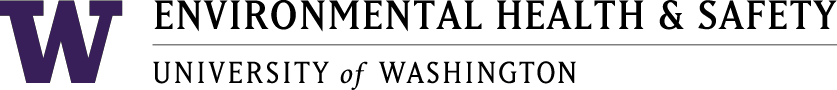 W
ENVIRONMENTAL HEALTH & SAFETY
UNIVERSITY of WASHINGTON